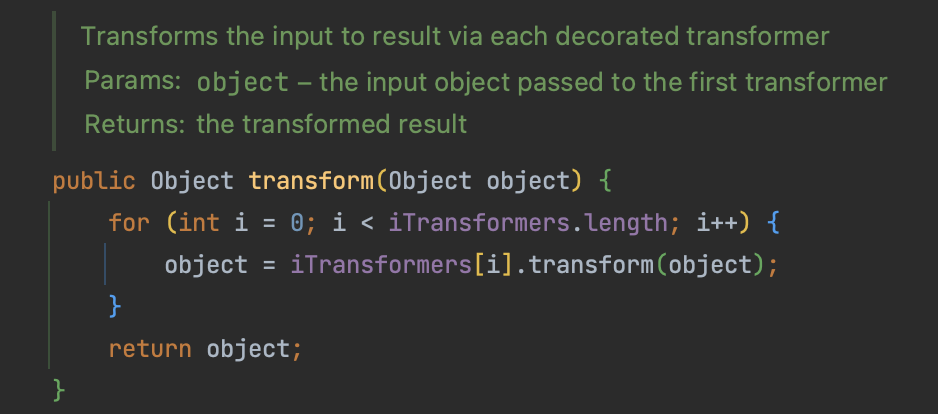 Transforms the input to result via each decorated transformer
Params: object – the input object passed to the first transformer
Returns: the transformed result
public Object transform(Object object) {
    for (int i = 0; i < iTransformers.length; i++) {
        object = iTransformers[i].transform(object);
    }
    return object;
}